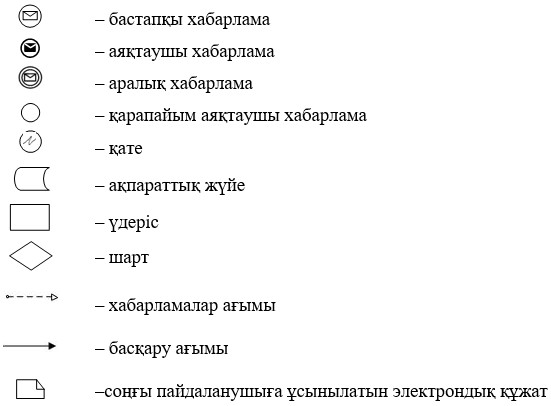 – бастапқы хабарлама
– аяқтаушы хабарлама
– аралық хабарлама
– қарапайым аяқтаушы хабарлама
– қате
– ақпараттық жүйе
– үдеріс
– шарт
– хабарламалар ағымы
– басқару ағымы
–соңғы пайдаланушыға ұсынылатын электрондық құжат